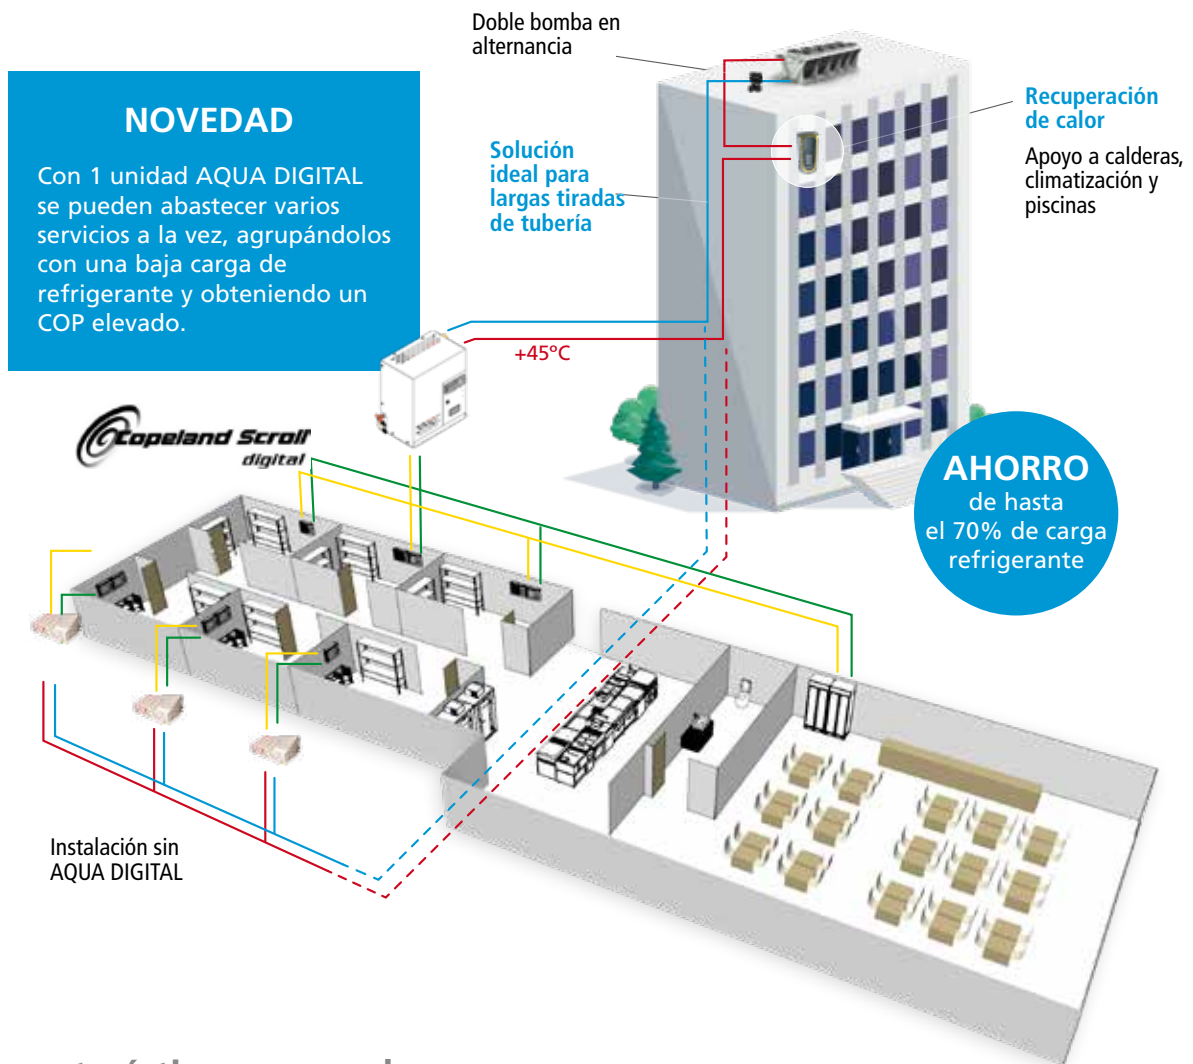 Doble bomba en
alternancia
NOVEDAD
Con 1 unidad AQUA DIGITAL
se pueden abastecer varios
servicios a la vez, agrupándolos
con una baja carga de
refrigerante y obteniendo un
COP elevado.
Solución
ideal para
largas tiradas
de tubería
Recuperación
de calor
Apoyo a calderas,
climatización y
piscinas
+45ºC
Copeland Scroll
digital
AHORRO
de hasta
el 70% de carga
refrigerante
Instalación sin
AQUA DIGITAL